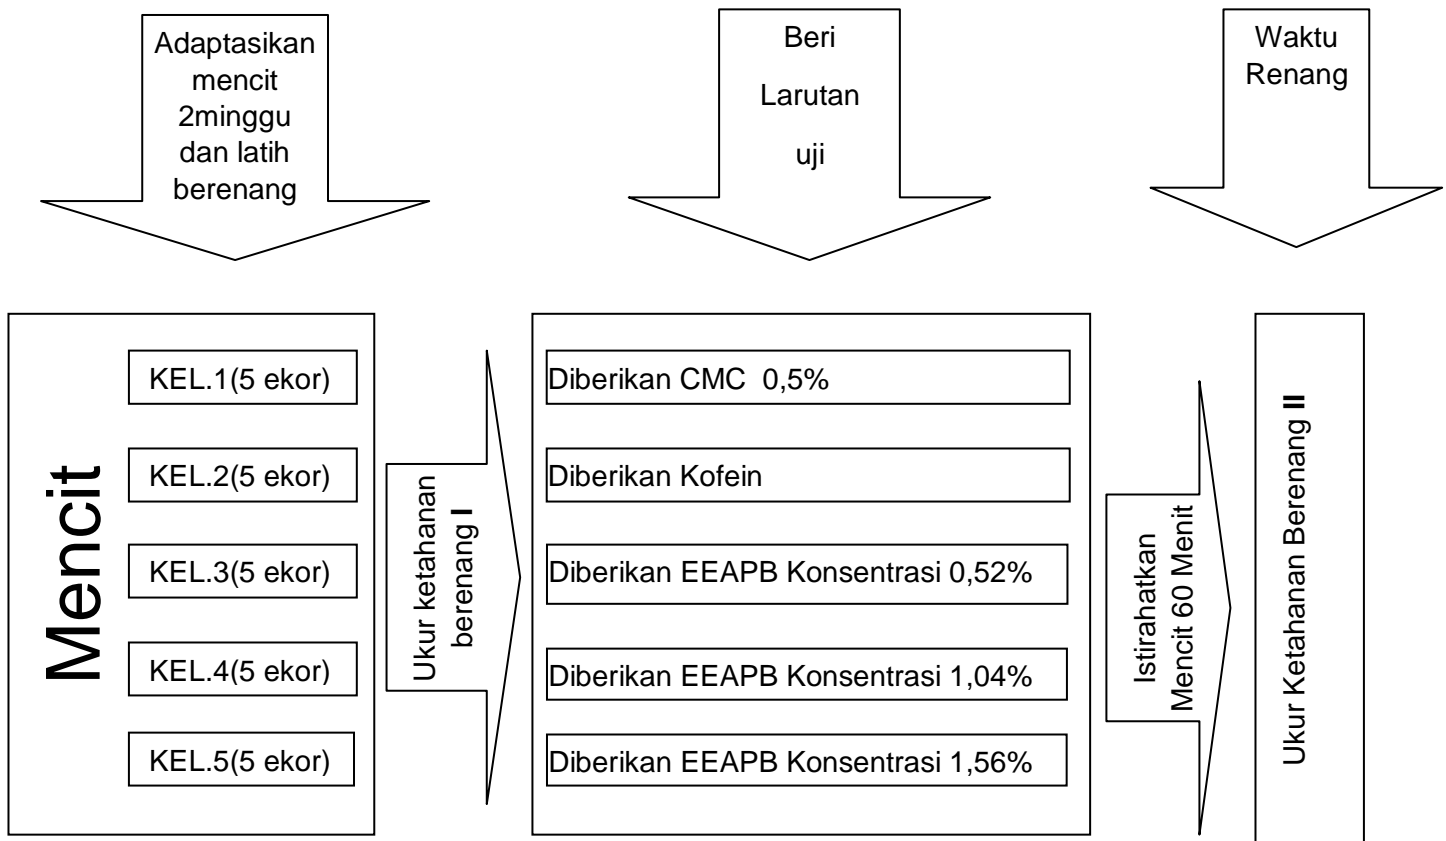 Adaptasikan
mencit
2minggu
dan latih
berenang
Beri
Larutan
uji
Waktu
Renang
Mencit
KEL.1(5 ekor)
KEL.2(5 ekor)
KEL.3(5 ekor)
KEL.4(5 ekor)
KEL.5(5 ekor)
Ukur ketahanan
berenang I
Diberikan CMC  0,5%
Diberikan Kofein
Diberikan EEAPB Konsentrasi 0,52%
Diberikan EEAPB Konsentrasi 1,04%
Diberikan EEAPB Konsentrasi 1,56%
Istirahatkan
Mencit 60 Menit
Ukur Ketahanan Berenang II